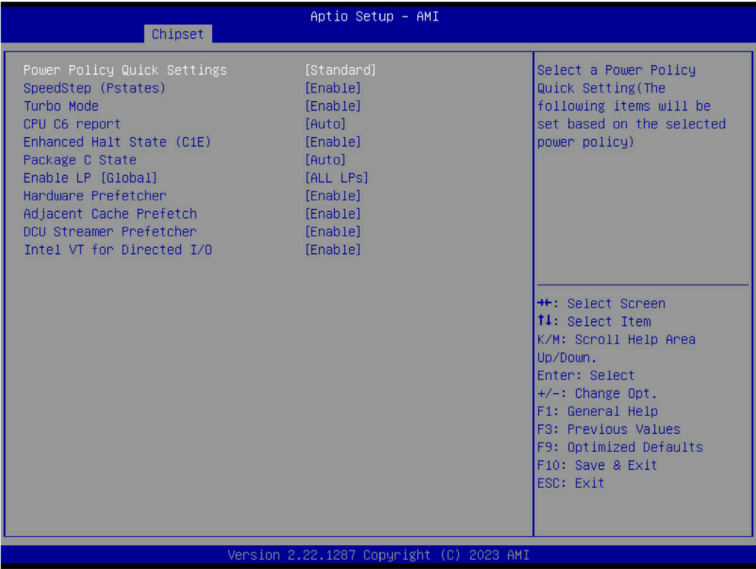 Aptio Setup - AMI
Chipset
Power Policy Quick Settings [Standard]
SpeedStep (Pstates) [Enable]
Turbo Mode [Enable]
CPU C6 report [Auto]
Enhanced Halt State (C1E) [Enable]
Package C State [Auto]
Enable LP [Global] [ALL LPs]
Hardware Prefetcher [Enable]
Adjacent Cache Prefetch [Enable]
DCU Streamer Prefetcher [Enable]
Intel VT for Directed I/O [Enable]
Select a Power Policy
Quick Setting(The
following items will be
set based on the selected
power policy)
→←: Select Screen
↑↓: Select Item
K/M: Scroll Help Area
Up/Down.
Enter: Select
+/-: Change Opt.
F1: General Help
F3: Previous Values
F9: Optimized Defaults
F10: Save & Exit
ESC: Exit
Version 2.22.1287 Copyright (C) 2023 AMI